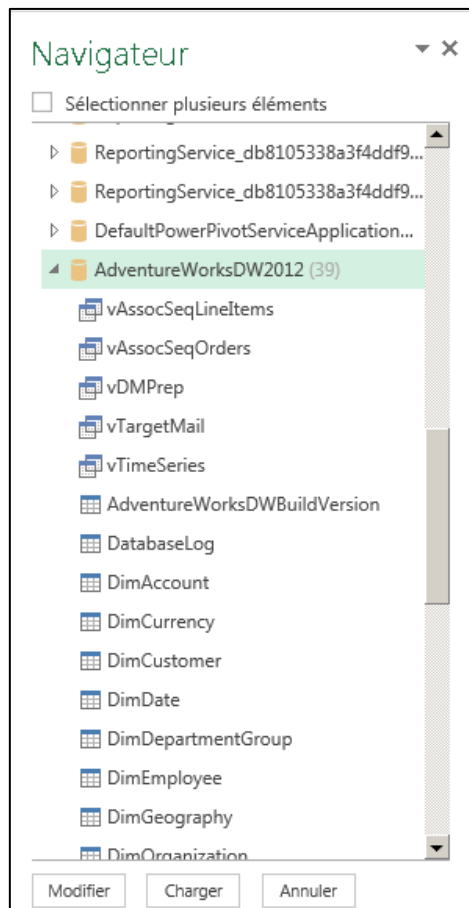 Navigateur
Sélectionner plusieurs éléments
ReportingService_db8105338a3f4ddf9...
ReportingService_db8105338a3f4ddf9...
DefaultPowerPivotServiceApplication...
AdventureWorksDW2012 (39)
vAssocSeqLineItems
vAssocSeqOrders
vDMPrep
vTargetMail
vTimeSeries
AdventureWorksDWBuildVersion
DatabaseLog
DimAccount
DimCurrency
DimCustomer
DimDate
DimDepartmentGroup
DimEmployee
DimGeography
DimOrganization
Modifier Charger Annuler